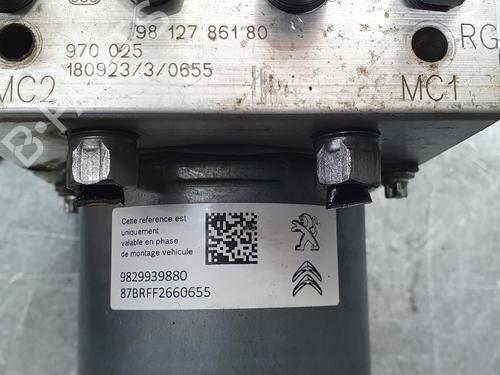 98 127 861 80
970 025
180923/3/0655
RG
MC2
MC1
Cette reference est
uniquement
valable en phase
de montage vehicule
9829939880
87BRFF2660655